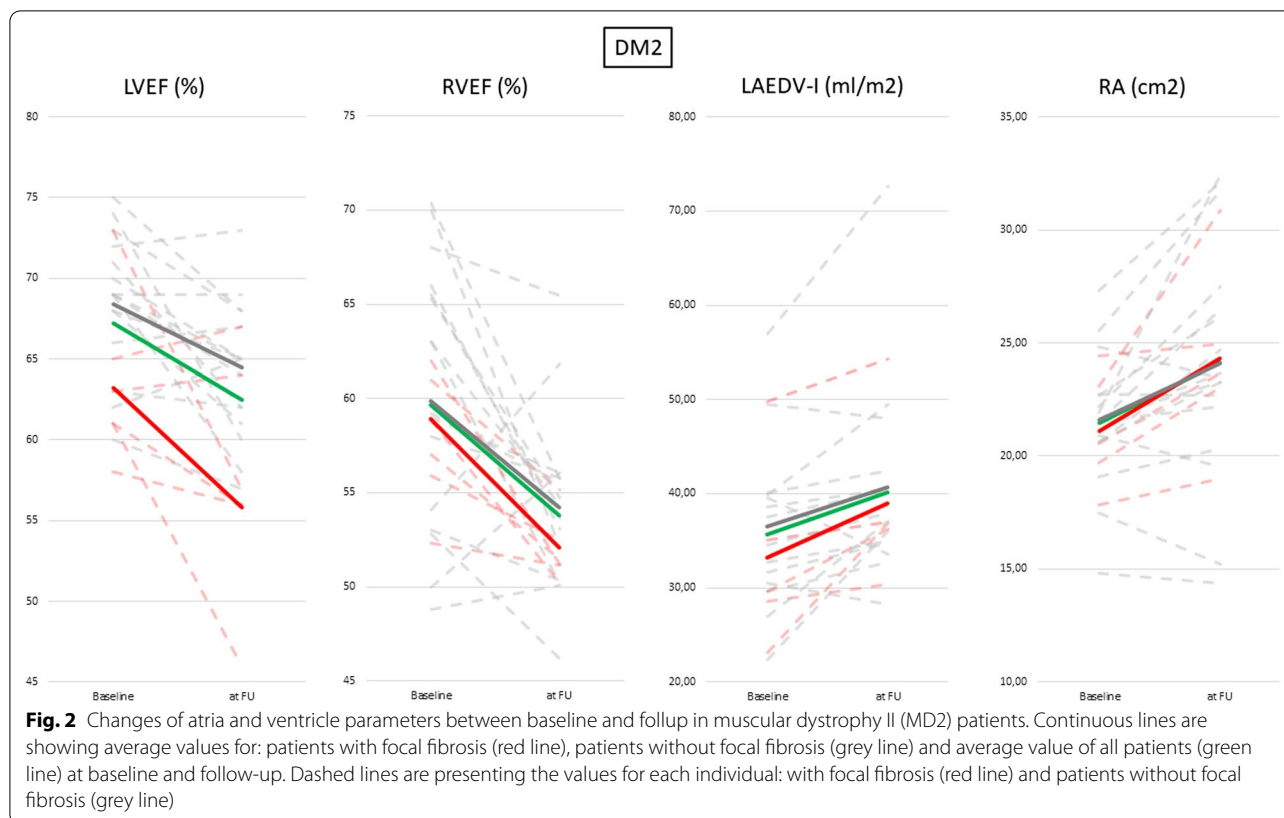 DM2
LVEF (%)
RVEF (%)
LAEDV-I (ml/m2)
RA (cm2)
80
75
70
65
60
55
50
45
Baseline
at FU
75
70
65
60
55
50
45
Baseline
at FU
80,00
70,00
60,00
50,00
40,00
30,00
20,00
Baseline
at FU
35,00
30,00
25,00
20,00
15,00
10,00
Baseline
at FU
Fig. 2 Changes of atria and ventricle parameters between baseline and follup in muscular dystrophy II (MD2) patients. Continuous lines are
showing average values for: patients with focal fibrosis (red line), patients without focal fibrosis (grey line) and average value of all patients (green
line) at baseline and follow-up. Dashed lines are presenting the values for each individual: with focal fibrosis (red line) and patients without focal
fibrosis (grey line)